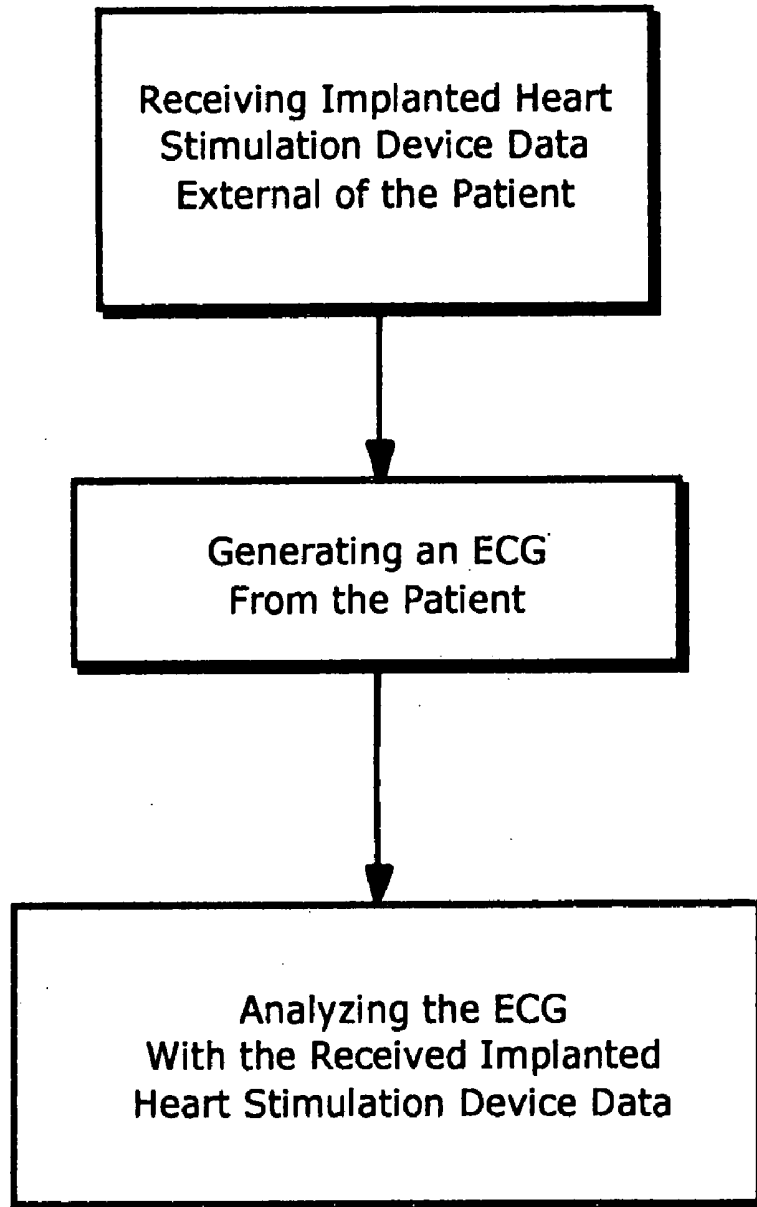 Receiving Implanted Heart
Stimulation Device Data
External of the Patient
Generating an ECG
From the Patient
Analyzing the ECG
With the Received Implanted
Heart Stimulation Device Data